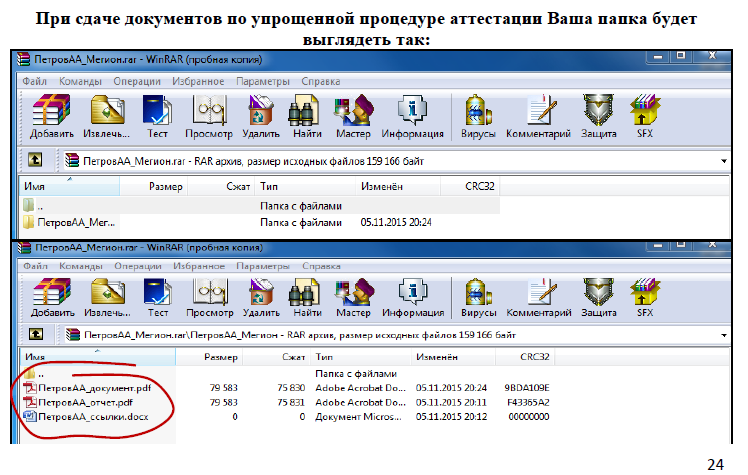 При сдаче документов по упрощенной процедуре аттестации Ваша папка будет
выглядеть так:
ПетровАА_Мегион.rar - WinRAR (пробная копия)
Файл Команды Операции Избранное Параметры Справка
Добавить Извлечь... Тест Просмотр Удалить Найти Мастер Информация Вирусы Комментарий Защита SFX
ПетровАА_Мегион.rar - RAR архив, размер исходных файлов 159 166 байт
Имя Размер Сжат Тип Изменён CRC32
.. Папка с файлами
ПетровАА_Мег... Папка с файлами 05.11.2015 20:24
ПетровАА_Мегион.rar - WinRAR (пробная копия)
Файл Команды Операции Избранное Параметры Справка
Добавить Извлечь... Тест Просмотр Удалить Найти Мастер Информация Вирусы Комментарий Защита SFX
ПетровАА_Мегион.rar\ПетровАА_Мегион - RAR архив, размер исходных файлов 159 166 байт
Имя Размер Сжат Тип Изменён CRC32
.. Папка с файлами
ПетровАА_документ.pdf 79 583 75 830 Adobe Acrobat Do... 05.11.2015 20:24 9BDA109E
ПетровАА_отчет.pdf 79 583 75 831 Adobe Acrobat Do... 05.11.2015 20:11 F43365A2
ПетровАА_ссылки.docx 0 0 Документ Micros... 05.11.2015 20:12 00000000
24